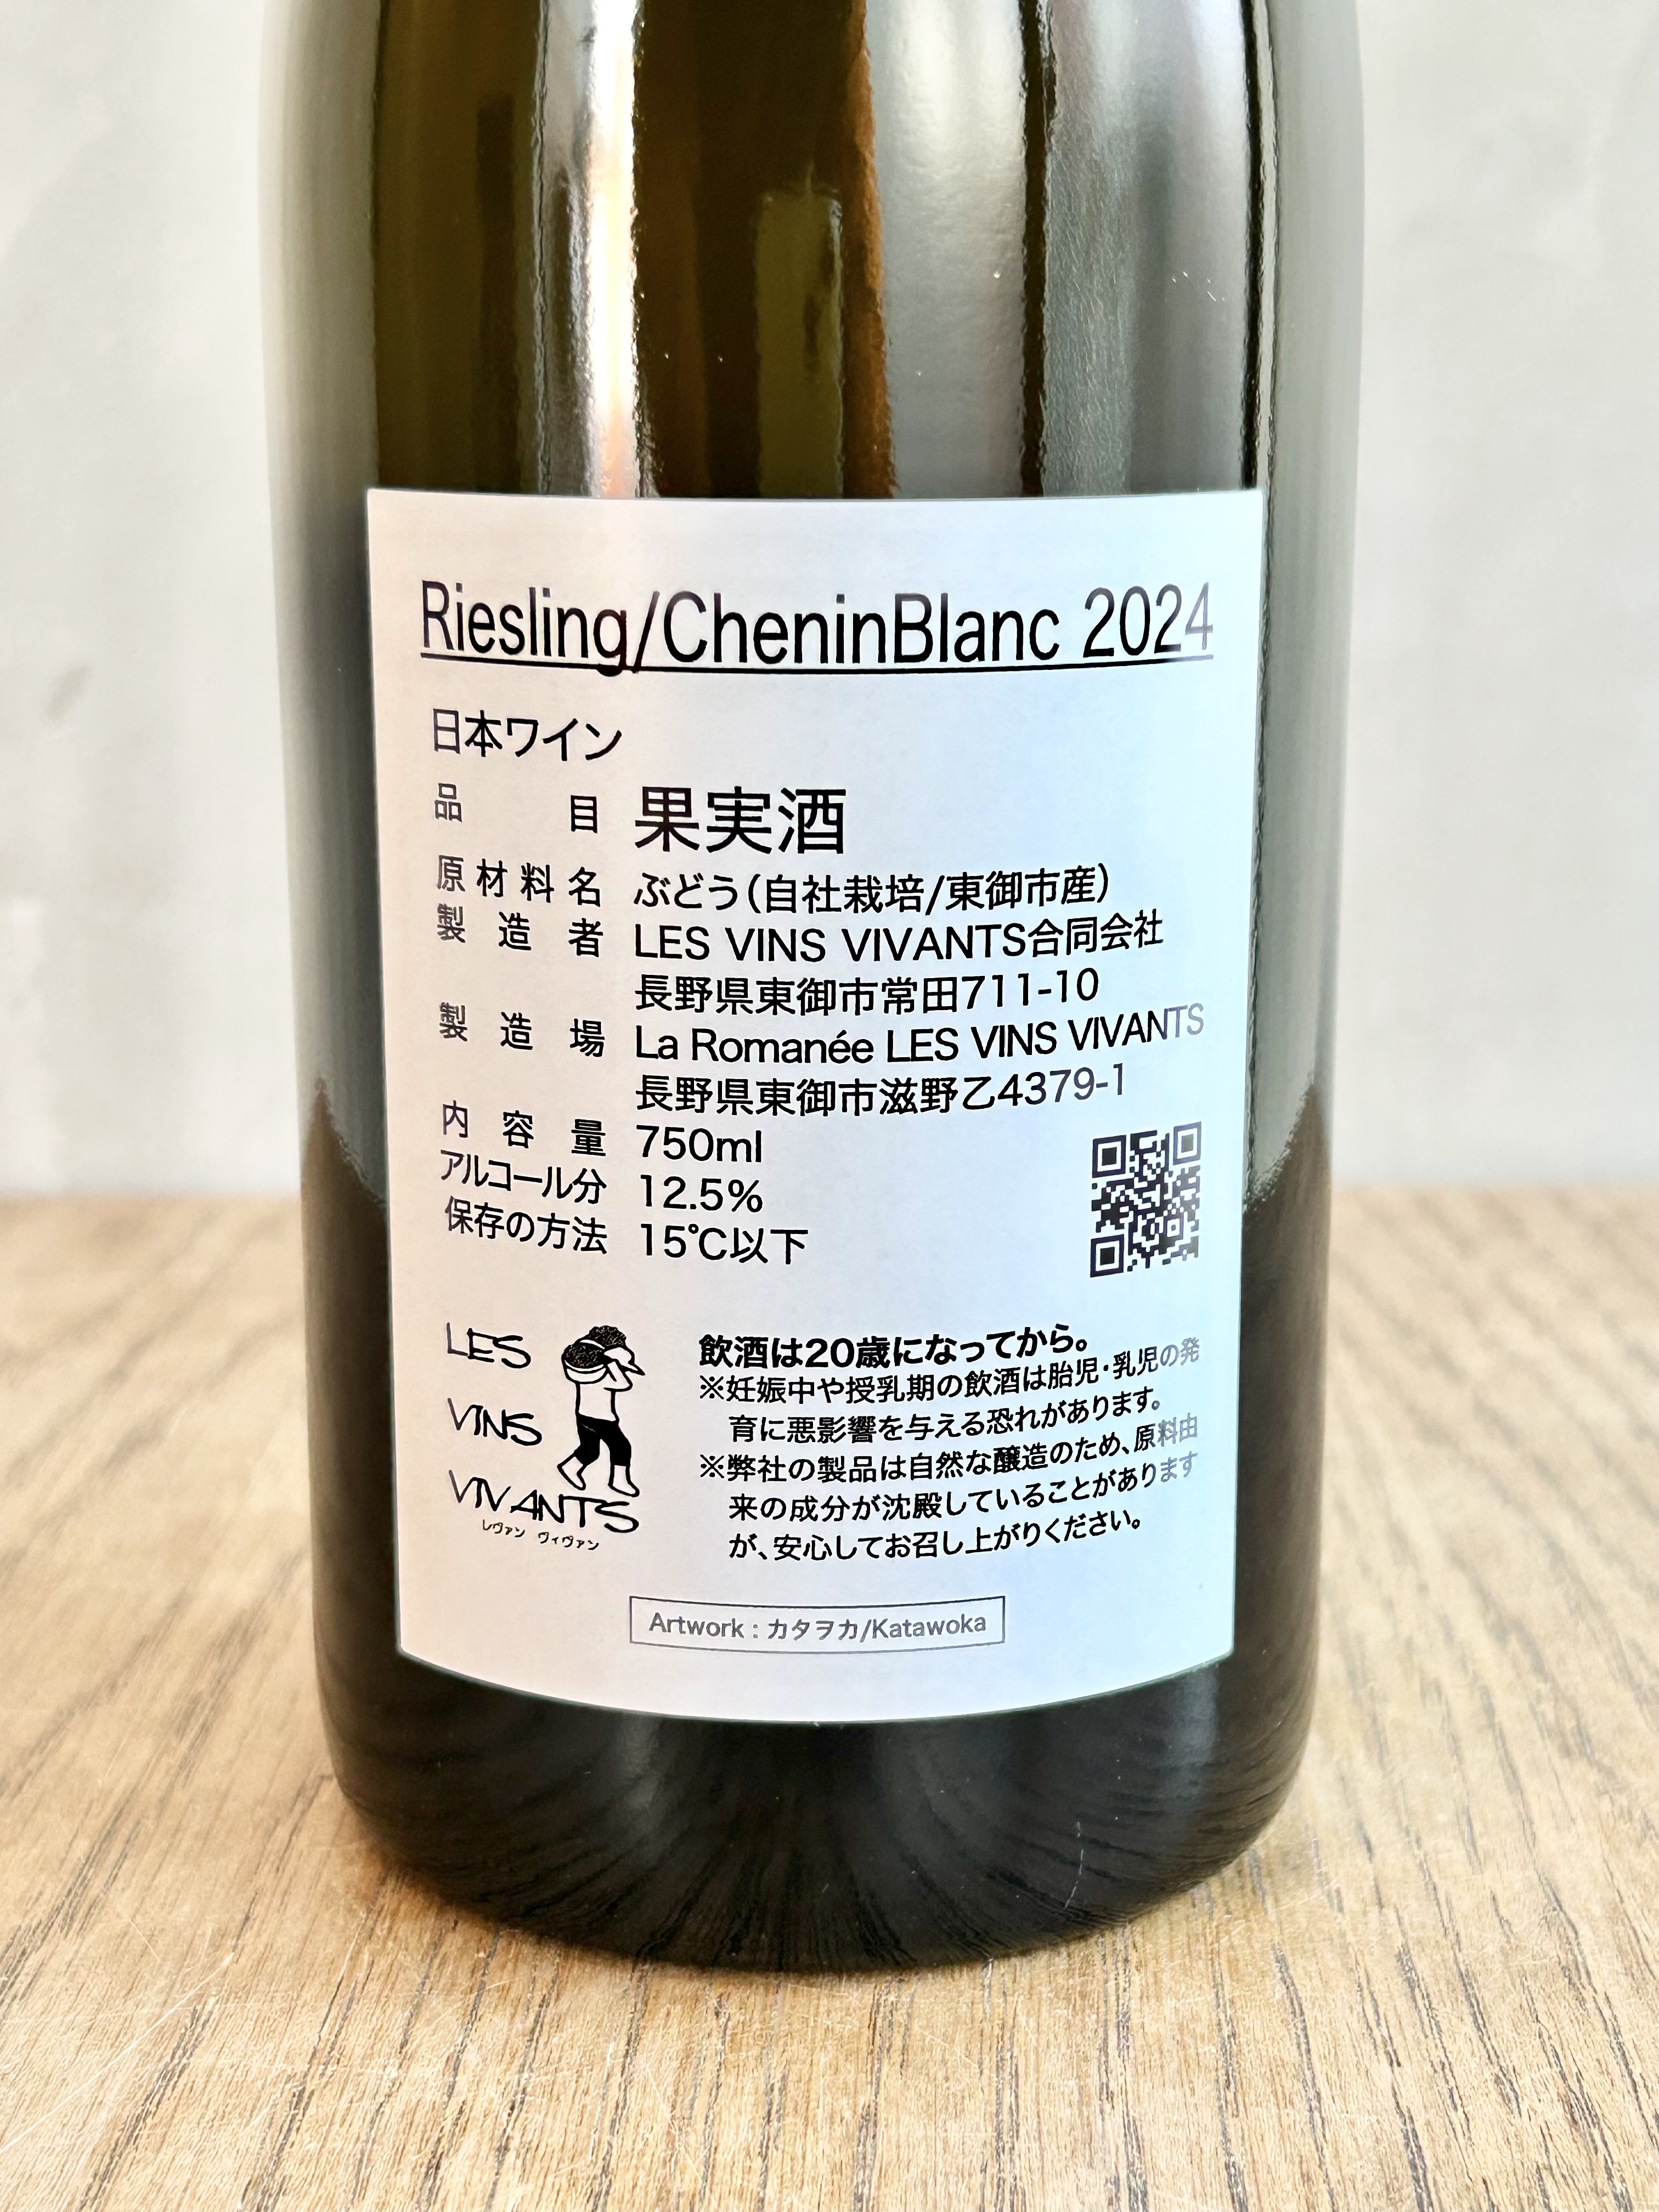 Riesling/CheninBlanc 2024
日本ワイン
品目 果実酒
原材料名 ぶどう(自社栽培/東御市産)
製造者 LES VINS VIVANTS合同会社
長野県東御市常田711-10
製造場 La Romanée LES VINS VIVANTS
長野県東御市滋野乙4379-1
内容量 750ml
アルコール分 12.5%
保存の方法 15℃以下
LES
VINS
VIVANTS
レヴァン ヴィヴァン
飲酒は20歳になってから。
※妊娠中や授乳期の飲酒は胎児・乳児の発
育に悪影響を与える恐れがあります。
※弊社の製品は自然な醸造のため、原料由
来の成分が沈殿していることがあります
が、安心してお召し上がりください。
Artwork : カタヲカ/Katawoka